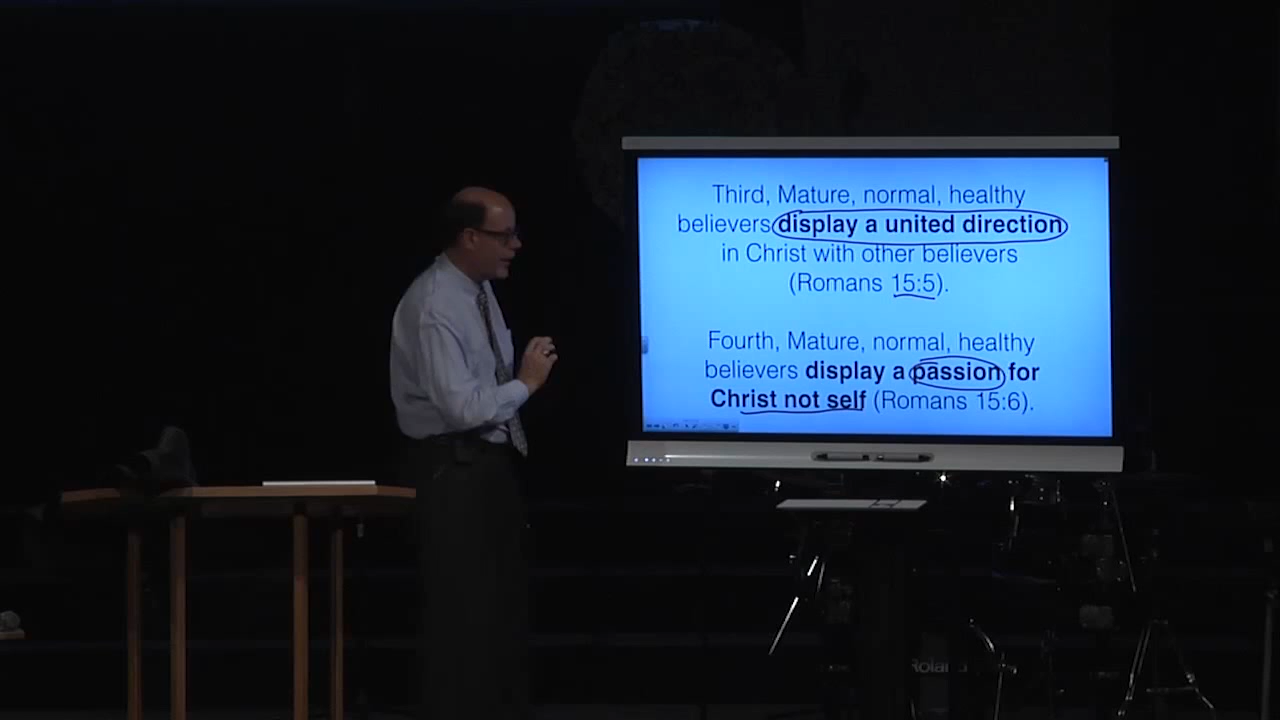 Third, Mature, normal, healthy
believers display a united direction
in Christ with other believers
(Romans 15:5).
Fourth, Mature, normal, healthy
believers display a passion for
Christ not self (Romans 15:6).
Roland